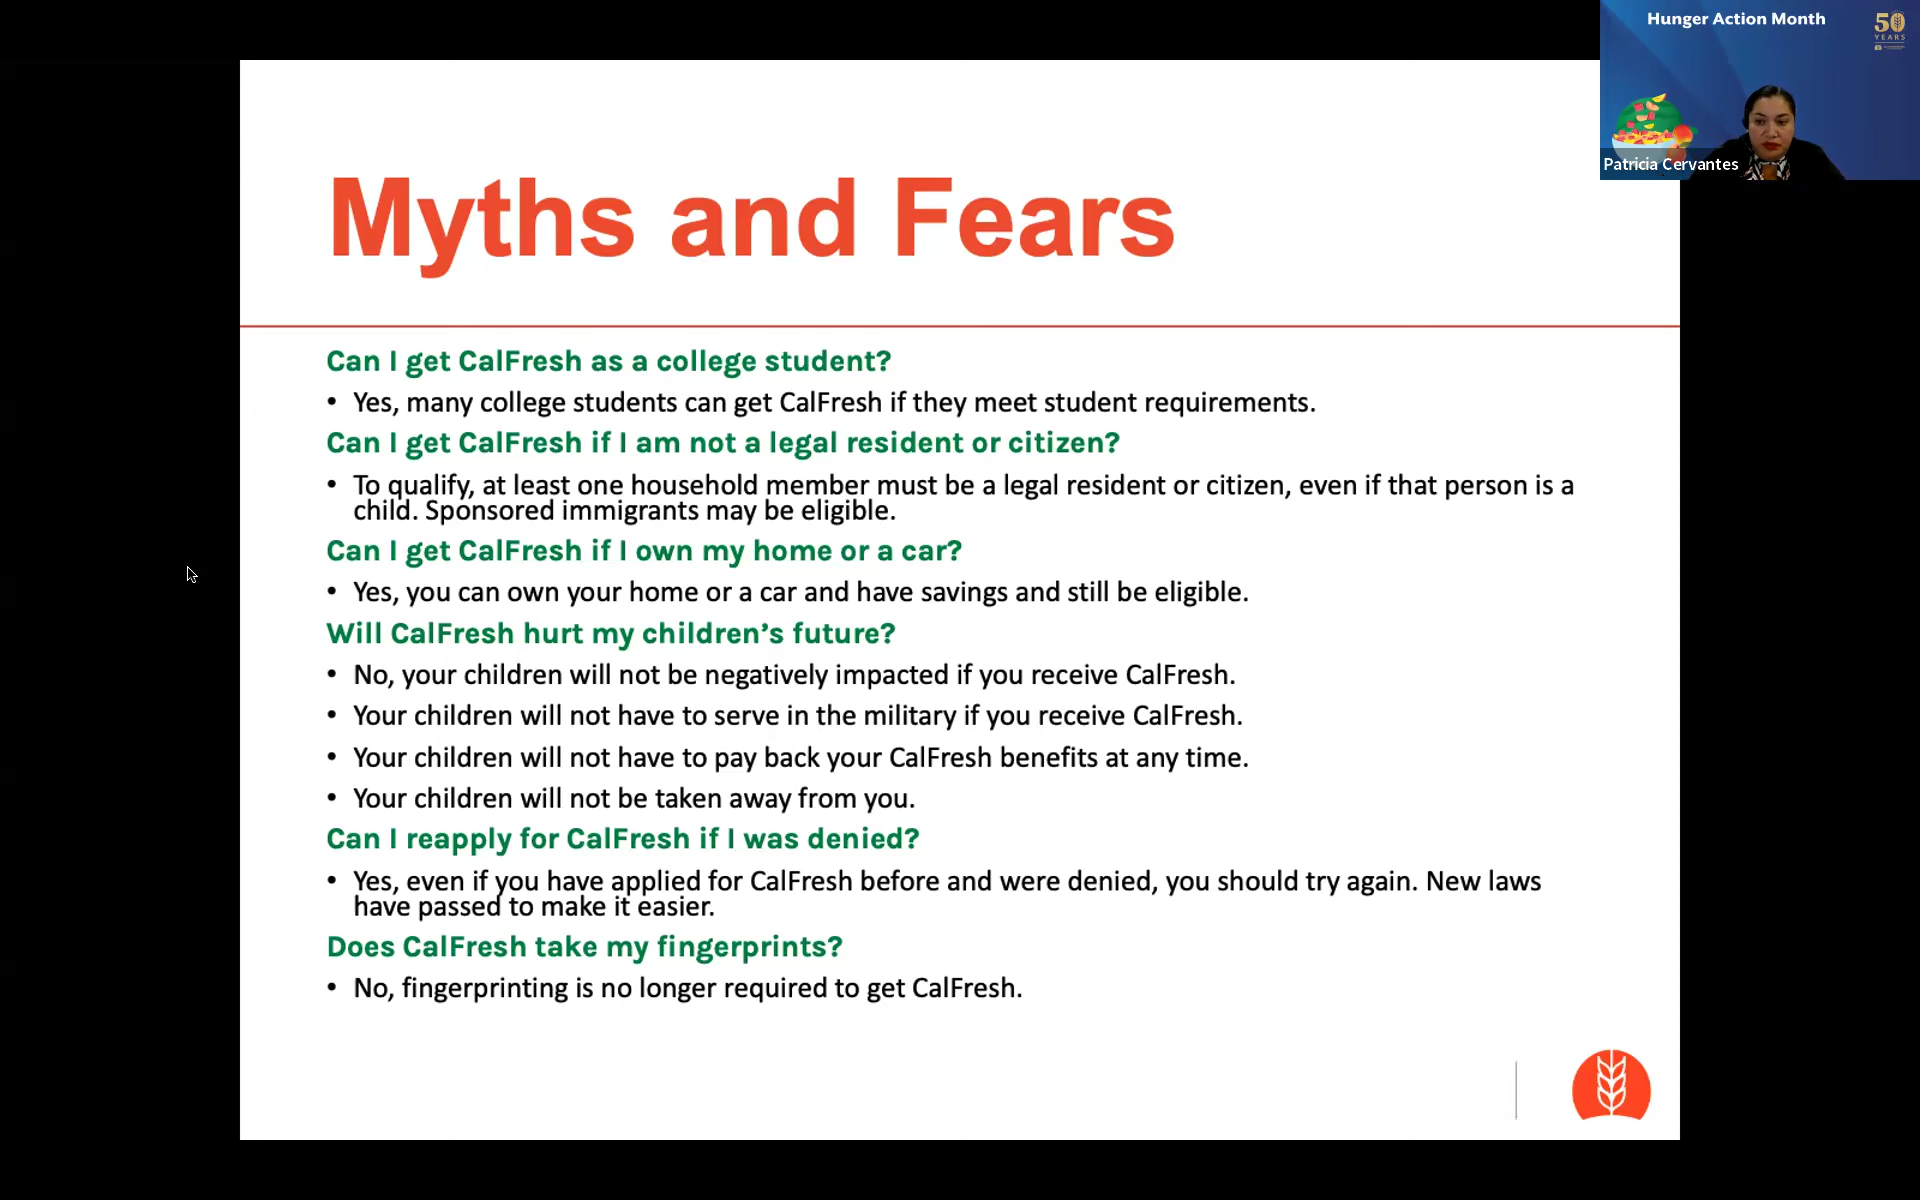 Hunger Action Month
50
YEARS
Patricia Cervantes
Myths and Fears
Can I get CalFresh as a college student?
• Yes, many college students can get CalFresh if they meet student requirements.
Can I get CalFresh if I am not a legal resident or citizen?
• To qualify, at least one household member must be a legal resident or citizen, even if that person is a
child. Sponsored immigrants may be eligible.
Can I get CalFresh if I own my home or a car?
• Yes, you can own your home or a car and have savings and still be eligible.
Will CalFresh hurt my children’s future?
• No, your children will not be negatively impacted if you receive CalFresh.
• Your children will not have to serve in the military if you receive CalFresh.
• Your children will not have to pay back your CalFresh benefits at any time.
• Your children will not be taken away from you.
Can I reapply for CalFresh if I was denied?
• Yes, even if you have applied for CalFresh before and were denied, you should try again. New laws
have passed to make it easier.
Does CalFresh take my fingerprints?
• No, fingerprinting is no longer required to get CalFresh.